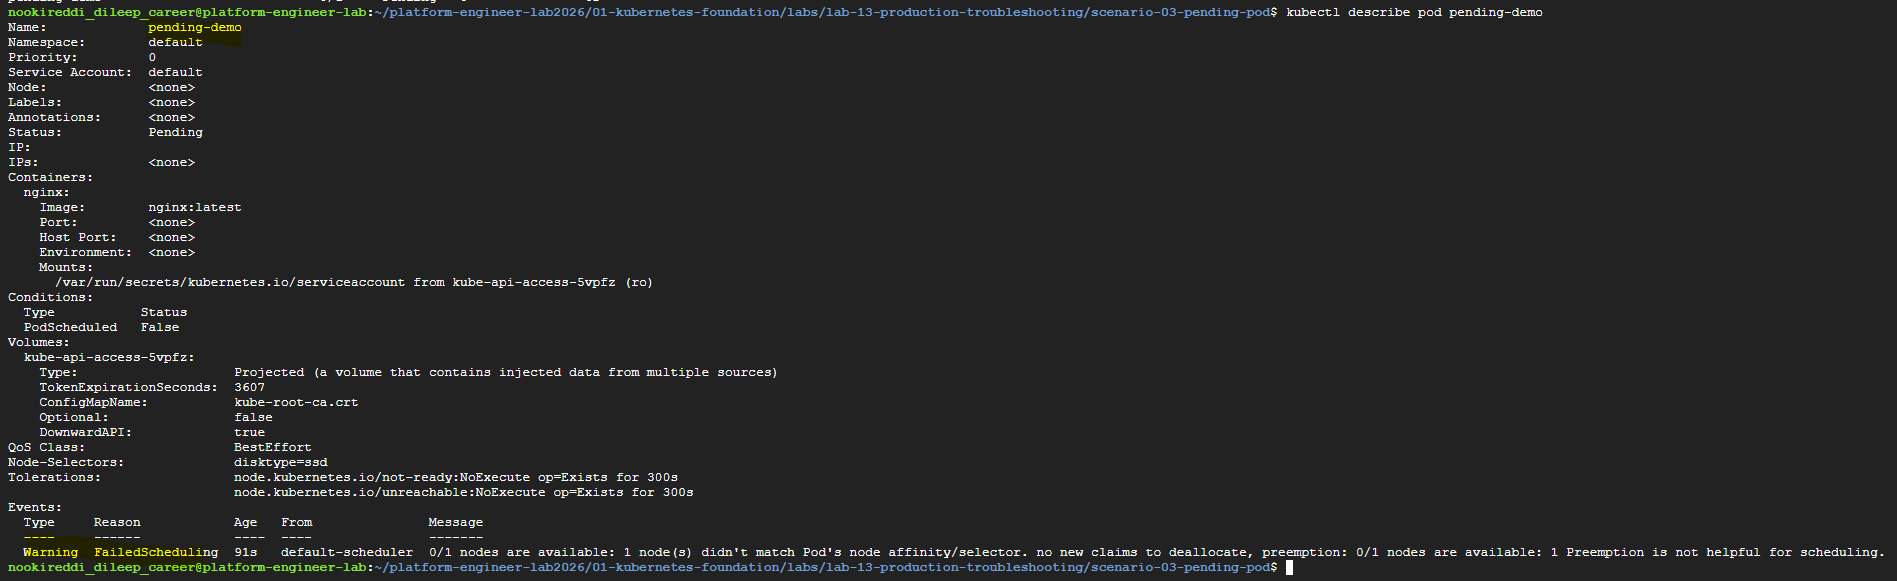 nookireddi_dileep_career@platform-engineer-lab:~/platform-engineer-lab2026/01-kubernetes-foundation/labs/lab-13-production-troubleshooting/scenario-03-pending-pod$ kubectl describe pod pending-demo
Name:             pending-demo
Namespace:        default
Priority:         0
Service Account:  default
Node:             <none>
Labels:           <none>
Annotations:      <none>
Status:           Pending
IP:
IPs:              <none>
Containers:
  nginx:
    Image:        nginx:latest
    Port:         <none>
    Host Port:    <none>
    Environment:  <none>
    Mounts:
      /var/run/secrets/kubernetes.io/serviceaccount from kube-api-access-5vpfz (ro)
Conditions:
  Type           Status
  PodScheduled   False
Volumes:
  kube-api-access-5vpfz:
    Type:                    Projected (a volume that contains injected data from multiple sources)
    TokenExpirationSeconds:  3607
    ConfigMapName:           kube-root-ca.crt
    Optional:                false
    DownwardAPI:             true
QoS Class:                   BestEffort
Node-Selectors:              disktype=ssd
Tolerations:                 node.kubernetes.io/not-ready:NoExecute op=Exists for 300s
                             node.kubernetes.io/unreachable:NoExecute op=Exists for 300s
Events:
  Type     Reason            Age   From               Message
  ----     ------            ----  ----               -------
  Warning  FailedScheduling  91s   default-scheduler  0/1 nodes are available: 1 node(s) didn't match Pod's node affinity/selector. no new claims to deallocate, preemption: 0/1 nodes are available: 1 Preemption is not helpful for scheduling.
nookireddi_dileep_career@platform-engineer-lab:~/platform-engineer-lab2026/01-kubernetes-foundation/labs/lab-13-production-troubleshooting/scenario-03-pending-pod$